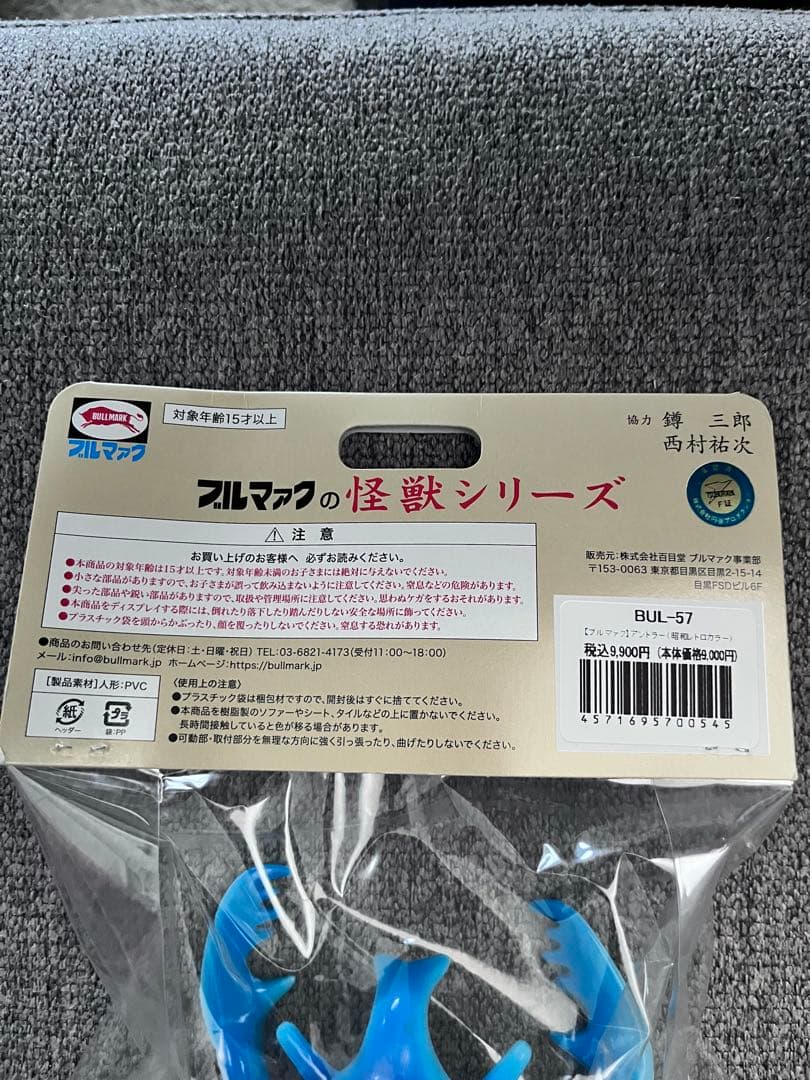 BULLMARK
ブルマァク
対象年齢15才以上
協力 鐏 三郎
西村祐次
ブルマァクの怪獣シリーズ
⚠ 注 意
お買い上げのお客様へ 必ずお読みください。
●本商品の対象年齢は15才以上です。対象年齢未満のお子さまには絶対に与えないでください。
●小さな部品がありますので、お子さまが誤って飲み込まないように注意してください。窒息などの危険があります。
●尖った部品や鋭い部品がありますので、取扱や管理場所に注意してください。思わぬケガをするおそれがあります。
●本商品をディスプレイする際には、倒れたり落下したり踏んだりしない安全な場所に飾ってください。
●プラスチック袋を頭からかぶったり、顔を覆ったりしないでください。窒息する恐れがあります。
●商品のお問い合わせ先(定休日:土・日曜・祝日) TEL:03-6821-4173(受付11:00〜18:00)
メール:info@bullmark.jp ホームページ:https://bullmark.jp
[製品素材]人形:PVC
紙
ヘッダー
プラ
袋:PP
〈使用上の注意〉
●プラスチック袋は梱包材ですので、開封後はすぐに捨ててください。
●本商品を樹脂製のソファーやシート、タイルなどの上に置かないでください。
長時間接触していると色が移る場合があります。
●可動部・取付部分を無理な方向に強く引っ張ったり、曲げたりしないでください。
株式会社円谷プロダクション
販売元:株式会社百目堂 ブルマァク事業部
〒153-0063 東京都目黒区目黒2-15-14
目黒FSDビル6F
BUL-57
【ブルマァク】アントラー(昭和レトロカラー)
税込9,900円 (本体価格9,000円)
4571695700545